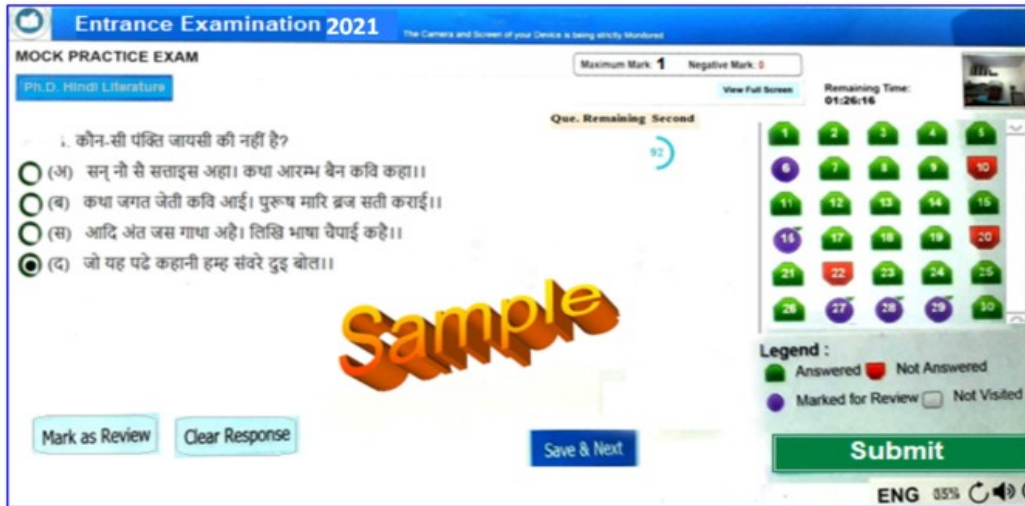 Entrance Examination 2021
The Camera and Screen of your Device is being strictly Monitored
MOCK PRACTICE EXAM
Maximum Mark: 1 Negative Mark: 0
Ph.D. Hindi Literature
View Full Screen
Remaining Time:
01:26:16
Que. Remaining Second
92
कौन-सी पंक्ति जायसी की नहीं है?
(अ) सन् नौ सै सत्ताइस अहा। कथा आरम्भ बैन कवि कहा।।
(ब) कथा जगत जेती कवि आई। पुरूष मारि ब्रज सती कराई।।
(स) आदि अंत जस गाथा अहै। लिखि भाषा चैपाई कहै।।
(द) जो यह पढे कहानी हम्ह संवरे दुइ बोल।।
1 2 3 4 5
6 7 8 9 10
11 12 13 14 15
16 17 18 19 20
21 22 23 24 25
26 27 28 29 30
Sample
Legend :
Answered Not Answered
Marked for Review Not Visited
Mark as Review Clear Response
Save & Next
Submit
ENG